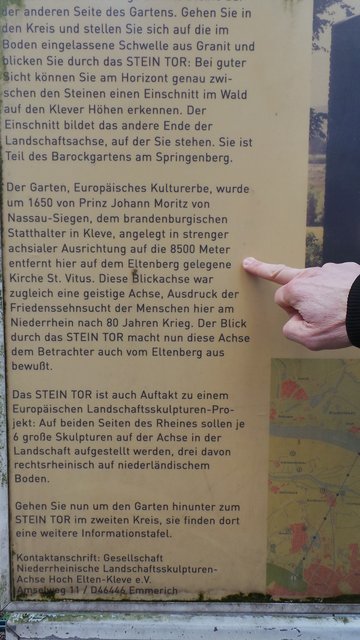 der anderen Seite des Gartens. Gehen Sie in
den Kreis und stellen Sie sich auf die im
Boden eingelassene Schwelle aus Granit und
blicken Sie durch das STEIN TOR: Bei guter
Sicht können Sie am Horizont genau zwi-
schen den Steinen einen Einschnitt im Wald
auf den Klever Höhen erkennen. Der
Einschnitt bildet das andere Ende der
Landschaftsachse, auf der Sie stehen. Sie ist
Teil des Barockgartens am Springenberg.
Der Garten, Europäisches Kulturerbe, wurde
um 1650 von Prinz Johann Moritz von
Nassau-Siegen, dem brandenburgischen
Statthalter in Kleve, angelegt in strenger
achsialer Ausrichtung auf die 8500 Meter
entfernt hier auf dem Eltenberg gelegene
Kirche St. Vitus. Diese Blickachse war
zugleich eine geistige Achse, Ausdruck der
Friedenssehnsucht der Menschen hier am
Niederrhein nach 80 Jahren Krieg. Der Blick
durch das STEIN TOR macht nun diese Achse
dem Betrachter auch vom Eltenberg aus
bewußt.
Das STEIN TOR ist auch Auftakt zu einem
Europäischen Landschaftsskulpturen-Pro-
jekt: Auf beiden Seiten des Rheines sollen je
6 große Skulpturen auf der Achse in der
Landschaft aufgestellt werden, drei davon
rechtsrheinisch auf niederländischem
Boden.
Gehen Sie nun um den Garten hinunter zum
STEIN TOR im zweiten Kreis, sie finden dort
eine weitere Informationstafel.
Kontaktanschrift: Gesellschaft
Niederrheinische Landschaftsskulpturen-
Achse Hoch Elten-Kleve e.V.
Amselweg 11 / D46446 Emmerich